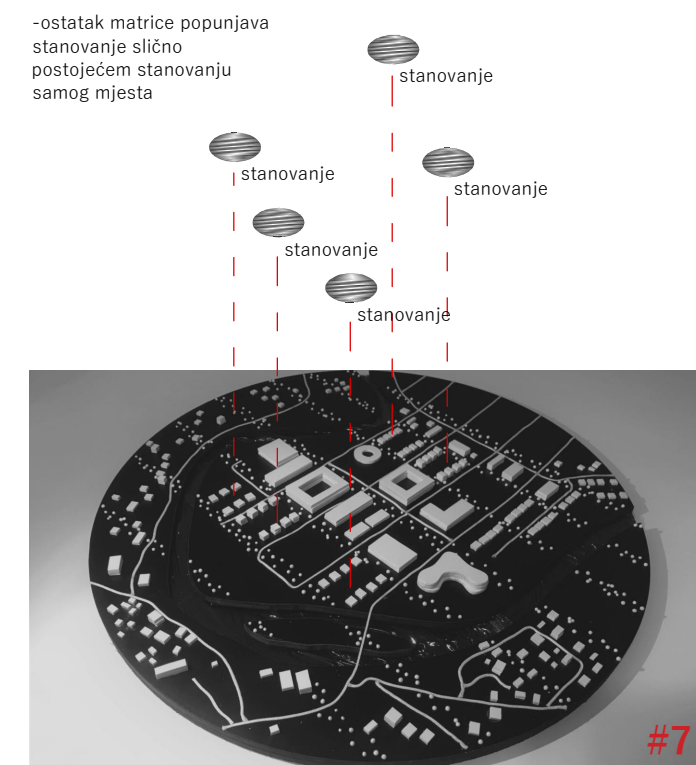 -ostatak matrice popunjava
stanovanje slično
postojećem stanovanju
samog mjesta
stanovanje
stanovanje
stanovanje
stanovanje
stanovanje
#7